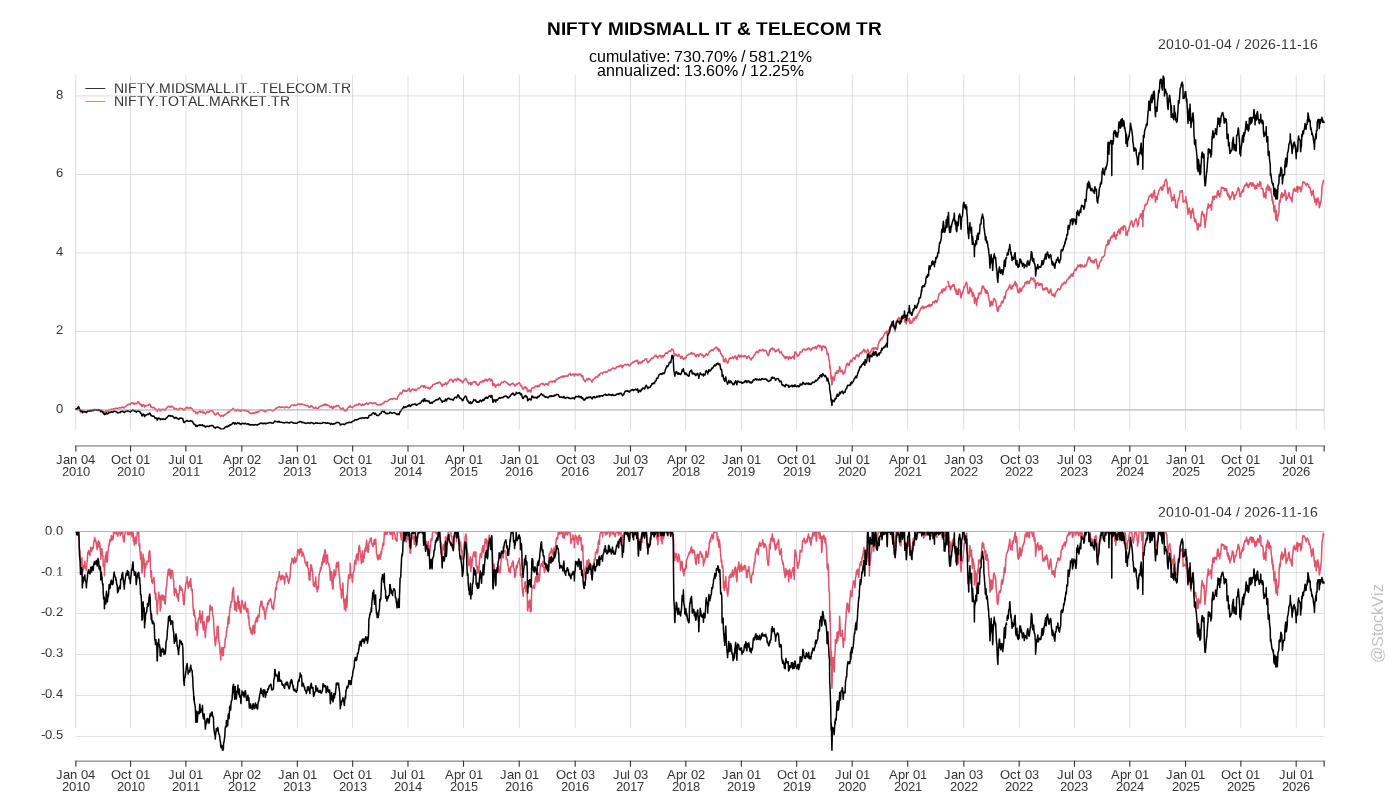 NIFTY MIDSMALL IT & TELECOM TR
2010-01-04 / 2026-11-16
cumulative: 730.70% / 581.21%
annualized: 13.60% / 12.25%
NIFTY.MIDSMALL.IT...TELECOM.TR
NIFTY.TOTAL.MARKET.TR
8
6
4
2
0
Jan 04 Oct 01 Jul 01 Apr 02 Jan 01 Oct 01 Jul 01 Apr 01 Jan 01 Oct 03 Jul 03 Apr 02 Jan 01 Oct 01 Jul 01 Apr 01 Jan 03 Oct 03 Jul 03 Apr 01 Jan 01 Oct 01 Jul 01
2010 2010 2011 2012 2013 2013 2014 2015 2016 2016 2017 2018 2019 2019 2020 2021 2022 2022 2023 2024 2025 2025 2026
2010-01-04 / 2026-11-16
0.0
-0.1
-0.2
-0.3
-0.4
-0.5
Jan 04 Oct 01 Jul 01 Apr 02 Jan 01 Oct 01 Jul 01 Apr 01 Jan 01 Oct 03 Jul 03 Apr 02 Jan 01 Oct 01 Jul 01 Apr 01 Jan 03 Oct 03 Jul 03 Apr 01 Jan 01 Oct 01 Jul 01
2010 2010 2011 2012 2013 2013 2014 2015 2016 2016 2017 2018 2019 2019 2020 2021 2022 2022 2023 2024 2025 2025 2026
@StockViz